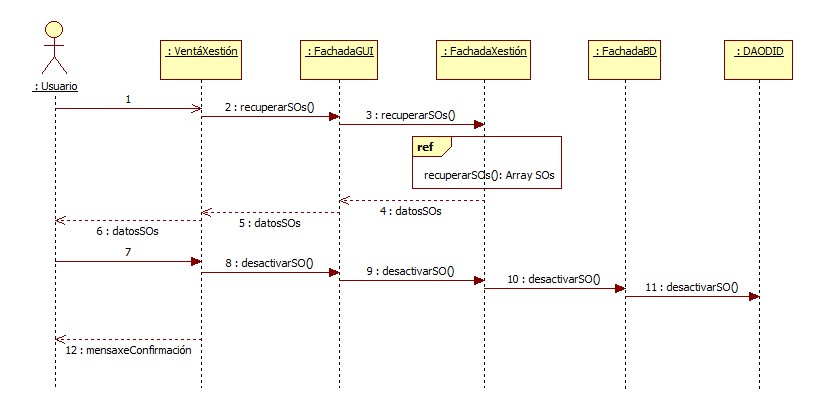 : Usuario
: VentáXestión
: FachadaGUI
: FachadaXestión
: FachadaBD
: DAODID
1
2 : recuperarSOs()
3 : recuperarSOs()
ref
recuperarSOs(): Array SOs
4 : datosSOs
5 : datosSOs
6 : datosSOs
7
8 : desactivarSO()
9 : desactivarSO()
10 : desactivarSO()
11 : desactivarSO()
12 : mensaxeConfirmación